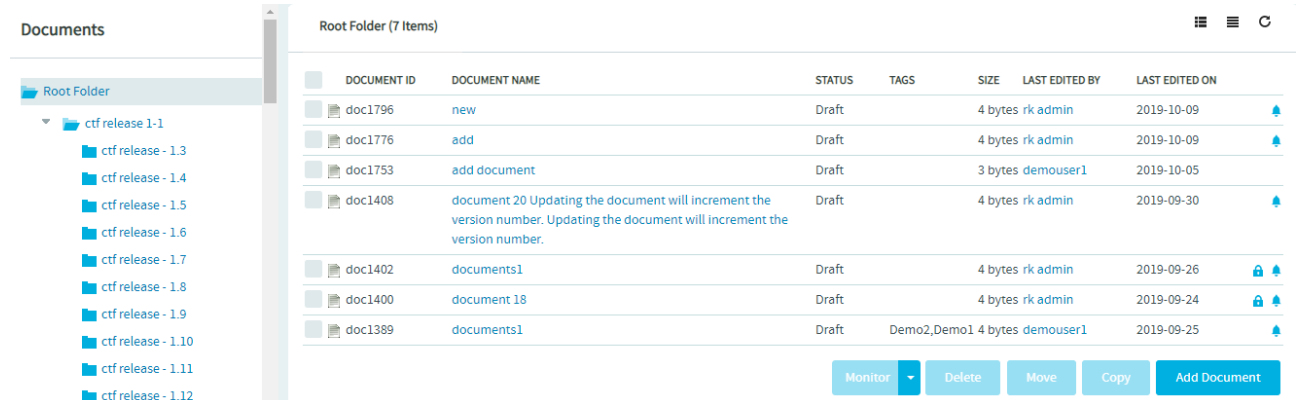 Documents
Root Folder
ctf release 1-1
ctf release - 1.3
ctf release - 1.4
ctf release - 1.5
ctf release - 1.6
ctf release - 1.7
ctf release - 1.8
ctf release - 1.9
ctf release - 1.10
ctf release - 1.11
ctf release - 1.12
Root Folder (7 Items)
DOCUMENT ID DOCUMENT NAME STATUS TAGS SIZE LAST EDITED BY LAST EDITED ON
doc1796 new Draft 4 bytes rk admin 2019-10-09
doc1776 add Draft 4 bytes rk admin 2019-10-09
doc1753 add document Draft 3 bytes demouser1 2019-10-05
doc1408 document 20 Updating the document will increment the Draft 4 bytes rk admin 2019-09-30
version number. Updating the document will increment the
version number.
doc1402 documents1 Draft 4 bytes rk admin 2019-09-26
doc1400 document 18 Draft 4 bytes rk admin 2019-09-24
doc1389 documents1 Draft Demo2,Demo1 4 bytes demouser1 2019-09-25
Monitor Delete Move Copy Add Document